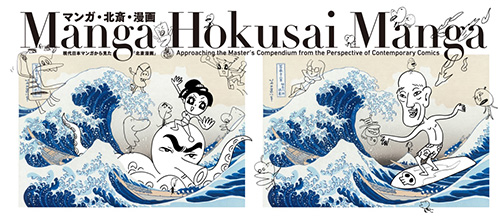 マンガ・北斎・漫画
Manga Hokusai Manga
現代日本マンガから見た『北斎漫画』
Approaching the Master's Compendium from the Perspective of Contemporary Comics